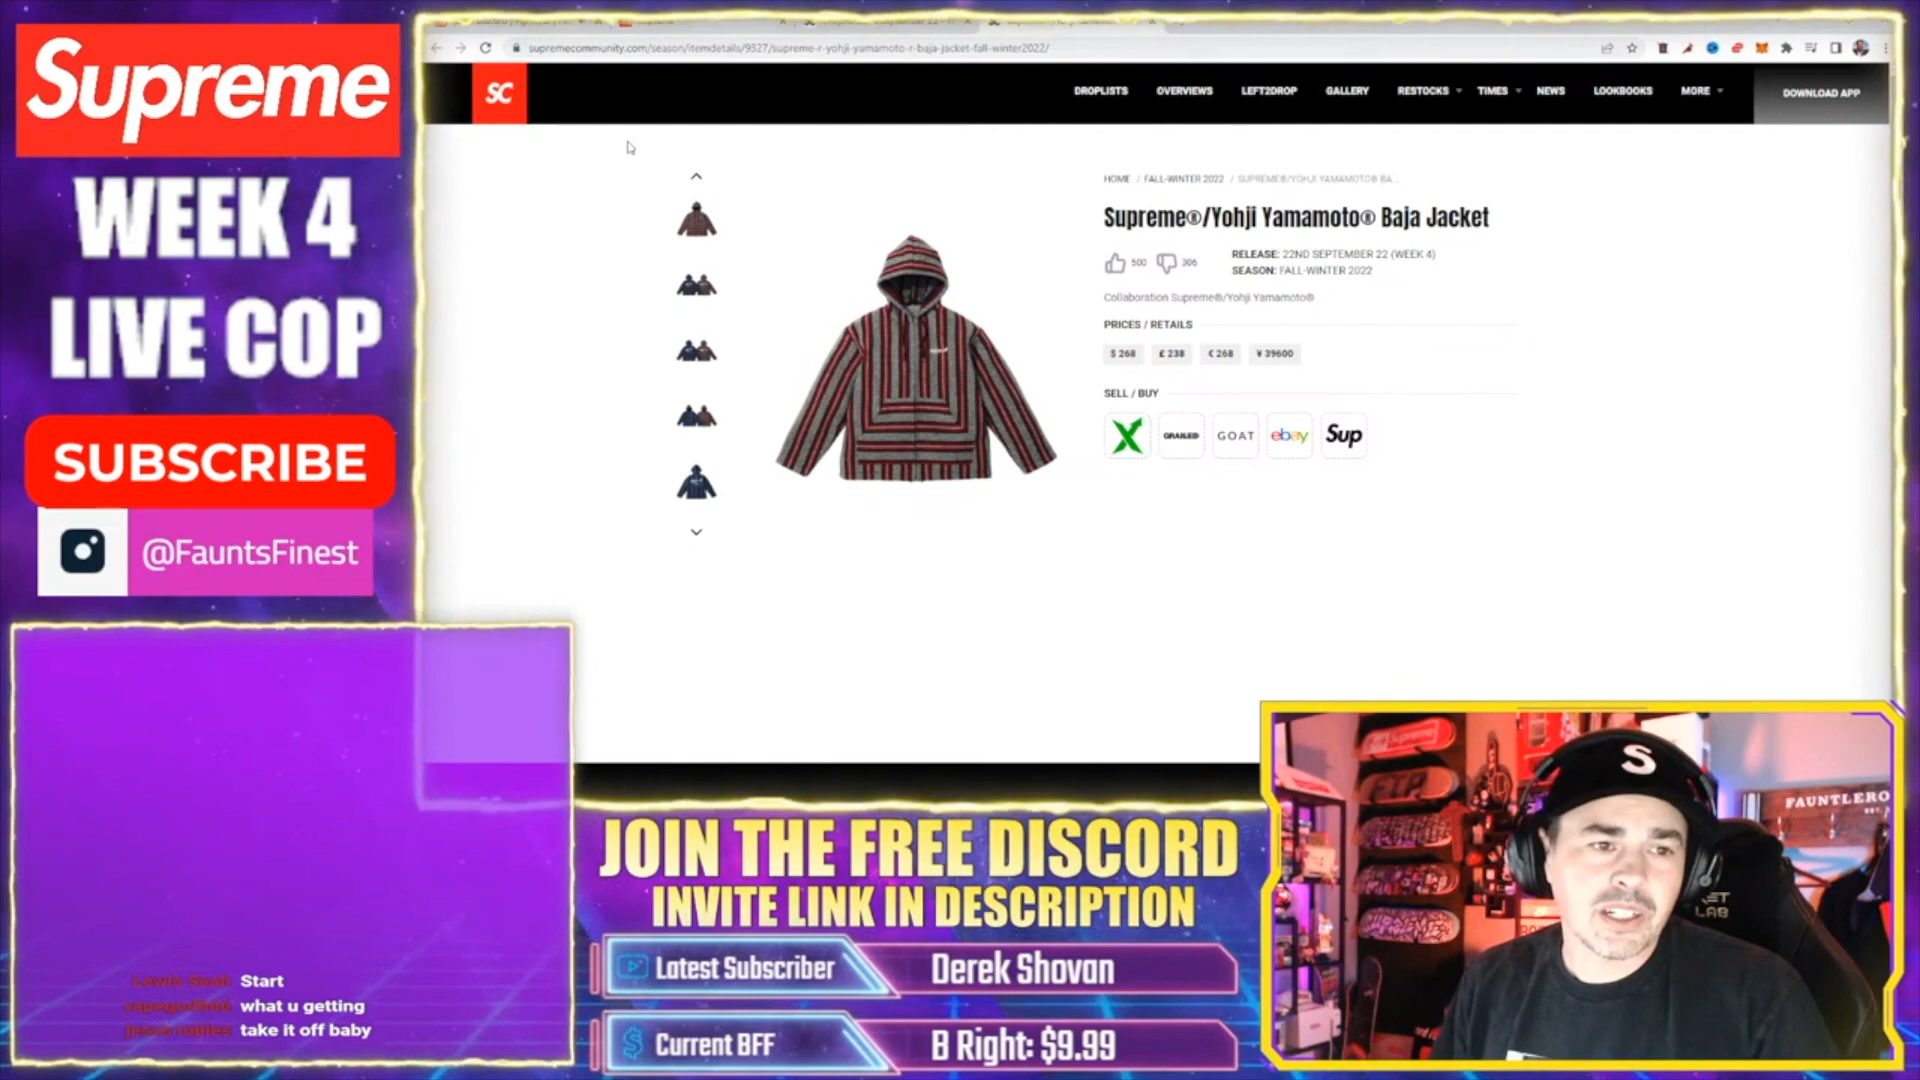 Supreme
WEEK 4
LIVE COP
SUBSCRIBE
@FauntsFinest
supremecommunity.com/season/itemdetails/9327/supreme-r-yohji-yamamoto-r-baja-jacket-fall-winter2022/
SC
DROPLISTS OVERVIEWS LEFT2DROP GALLERY RESTOCKS TIMES NEWS LOOKBOOKS MORE DOWNLOAD APP
HOME / FALL-WINTER 2022 / SUPREME®/YOHJI YAMAMOTO® BA...
Supreme®/Yohji Yamamoto® Baja Jacket
500 306
RELEASE: 22ND SEPTEMBER 22 (WEEK 4)
SEASON: FALL-WINTER 2022
Collaboration Supreme®/Yohji Yamamoto®
PRICES / RETAILS
$ 268 £ 238 € 268 ¥ 39600
SELL / BUY
GRAILED GOAT ebay Sup
Start
what u getting
take it off baby
JOIN THE FREE DISCORD
INVITE LINK IN DESCRIPTION
Latest Subscriber Derek Shovan
Current BFF B Right: $9.99
Supreme
S
FAUNTLERO
LAB